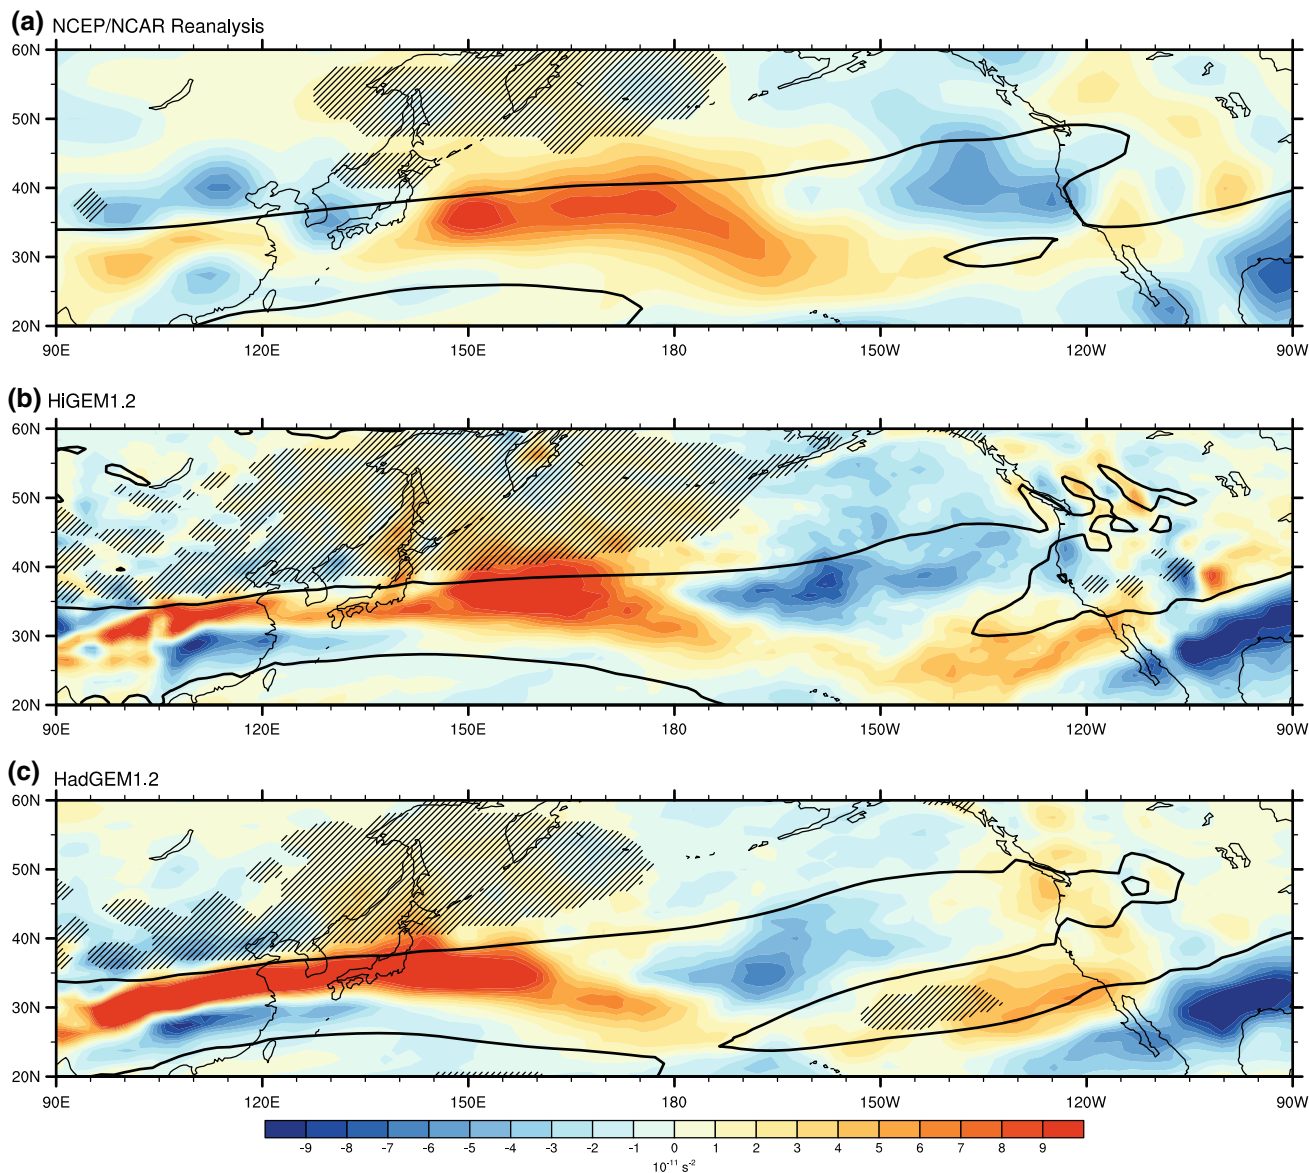 (a) NCEP/NCAR Reanalysis
60N
50N
40N
30N
20N
90E 120E 150E 180 150W 120W 90W
(b) HiGEM1.2
60N
50N
40N
30N
20N
90E 120E 150E 180 150W 120W 90W
(c) HadGEM1.2
60N
50N
40N
30N
20N
90E 120E 150E 180 150W 120W 90W
-9 -7 -6 -5 -4 -3 -2 -1 0 1 2 3 4 5 6 7 8 9
10⁻¹¹ s⁻²